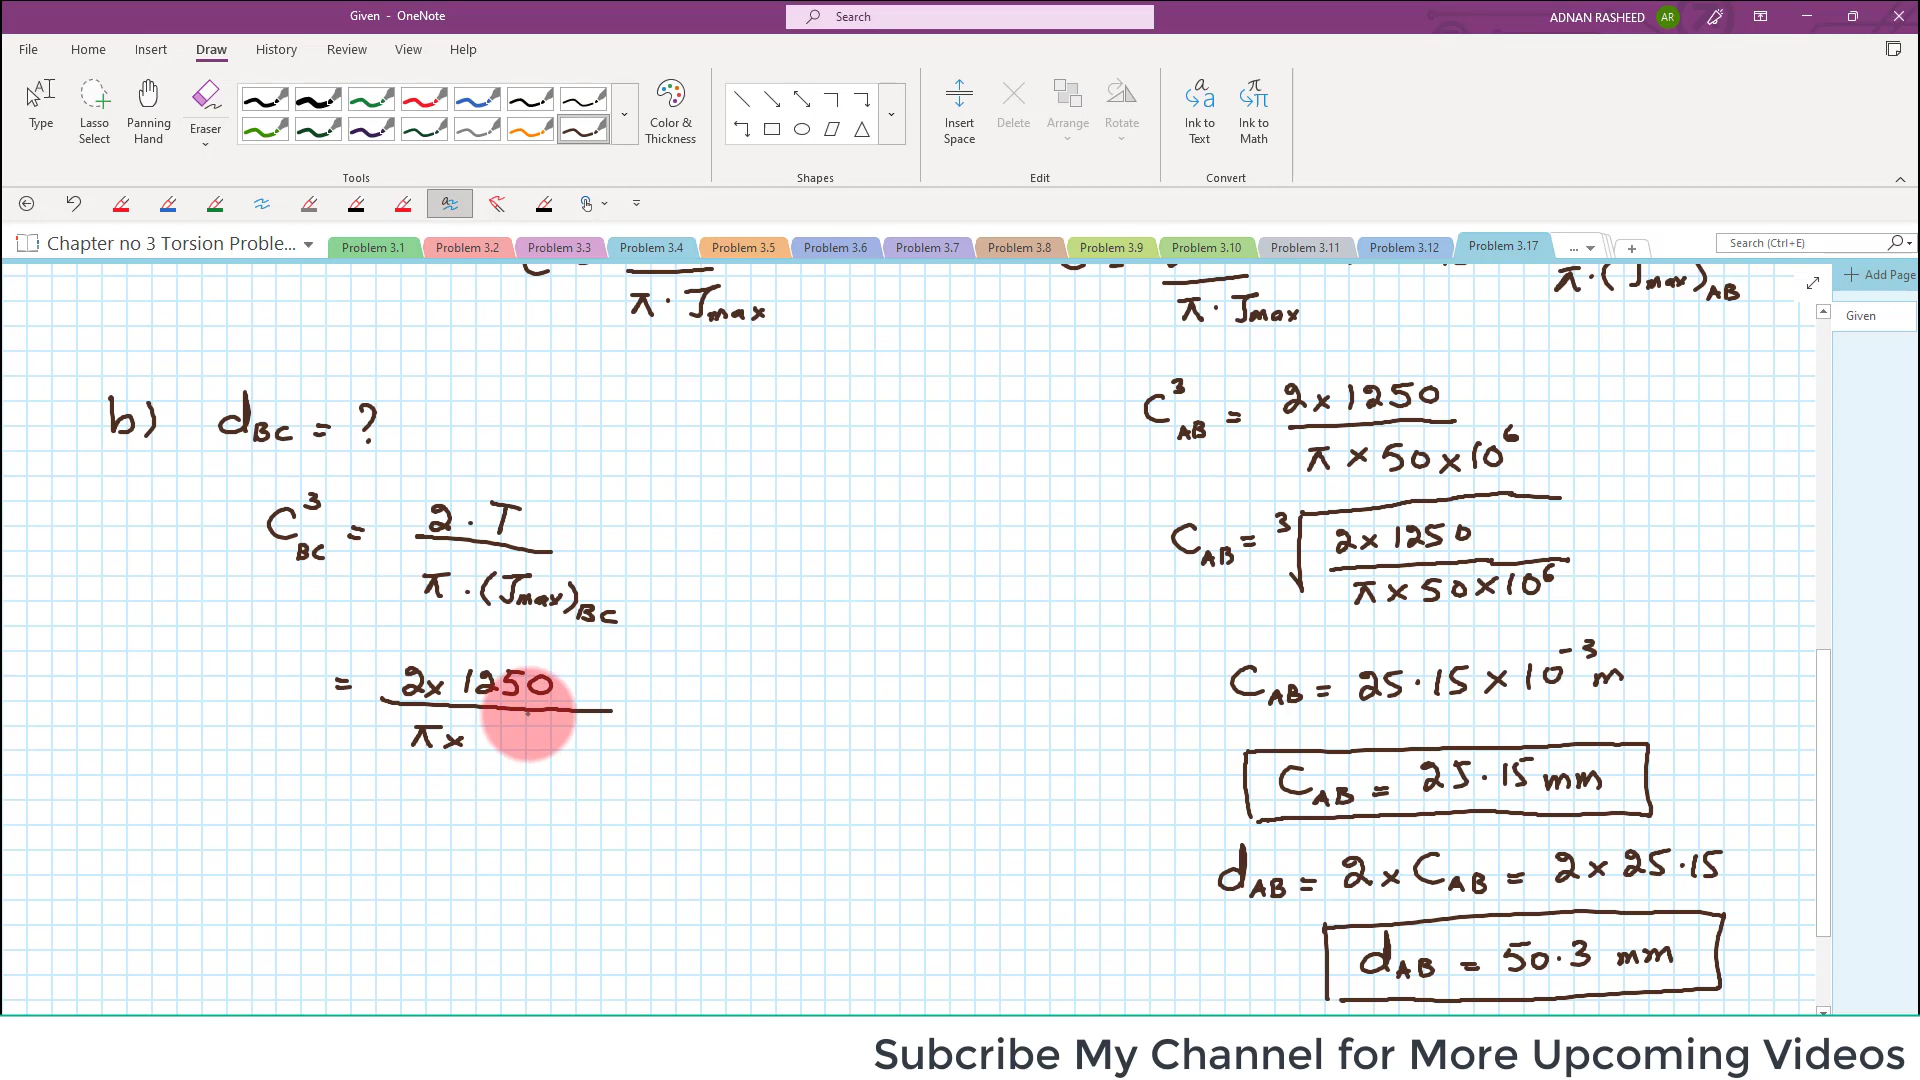 Given - OneNote
Search
ADNAN RASHEED
AR
File Home Insert Draw History Review View Help
Type
Lasso Select
Panning Hand
Eraser
Color & Thickness
Insert Space
Delete
Arrange
Rotate
Ink to Text
Ink to Math
Tools
Shapes
Edit
Convert
Chapter no 3 Torsion Proble...
Problem 3.1 Problem 3.2 Problem 3.3 Problem 3.4 Problem 3.5 Problem 3.6 Problem 3.7 Problem 3.8 Problem 3.9 Problem 3.10 Problem 3.11 Problem 3.12 Problem 3.17 ...
Search (Ctrl+E)
Add Page
Given
π · Jmax
π · Jmax
π · (Jmax)AB
b) dBC = ?
C³BC = 2 · T
π · (Jmax)BC
= 2 x 1250
π x
C³AB = 2 x 1250
π x 50 x 10⁶
CAB = ³√ 2 x 1250
π x 50 x 10⁶
CAB = 25.15 x 10⁻³ m
CAB = 25.15 mm
dAB = 2 x CAB = 2 x 25.15
dAB = 50.3 mm
Subcribe My Channel for More Upcoming Videos